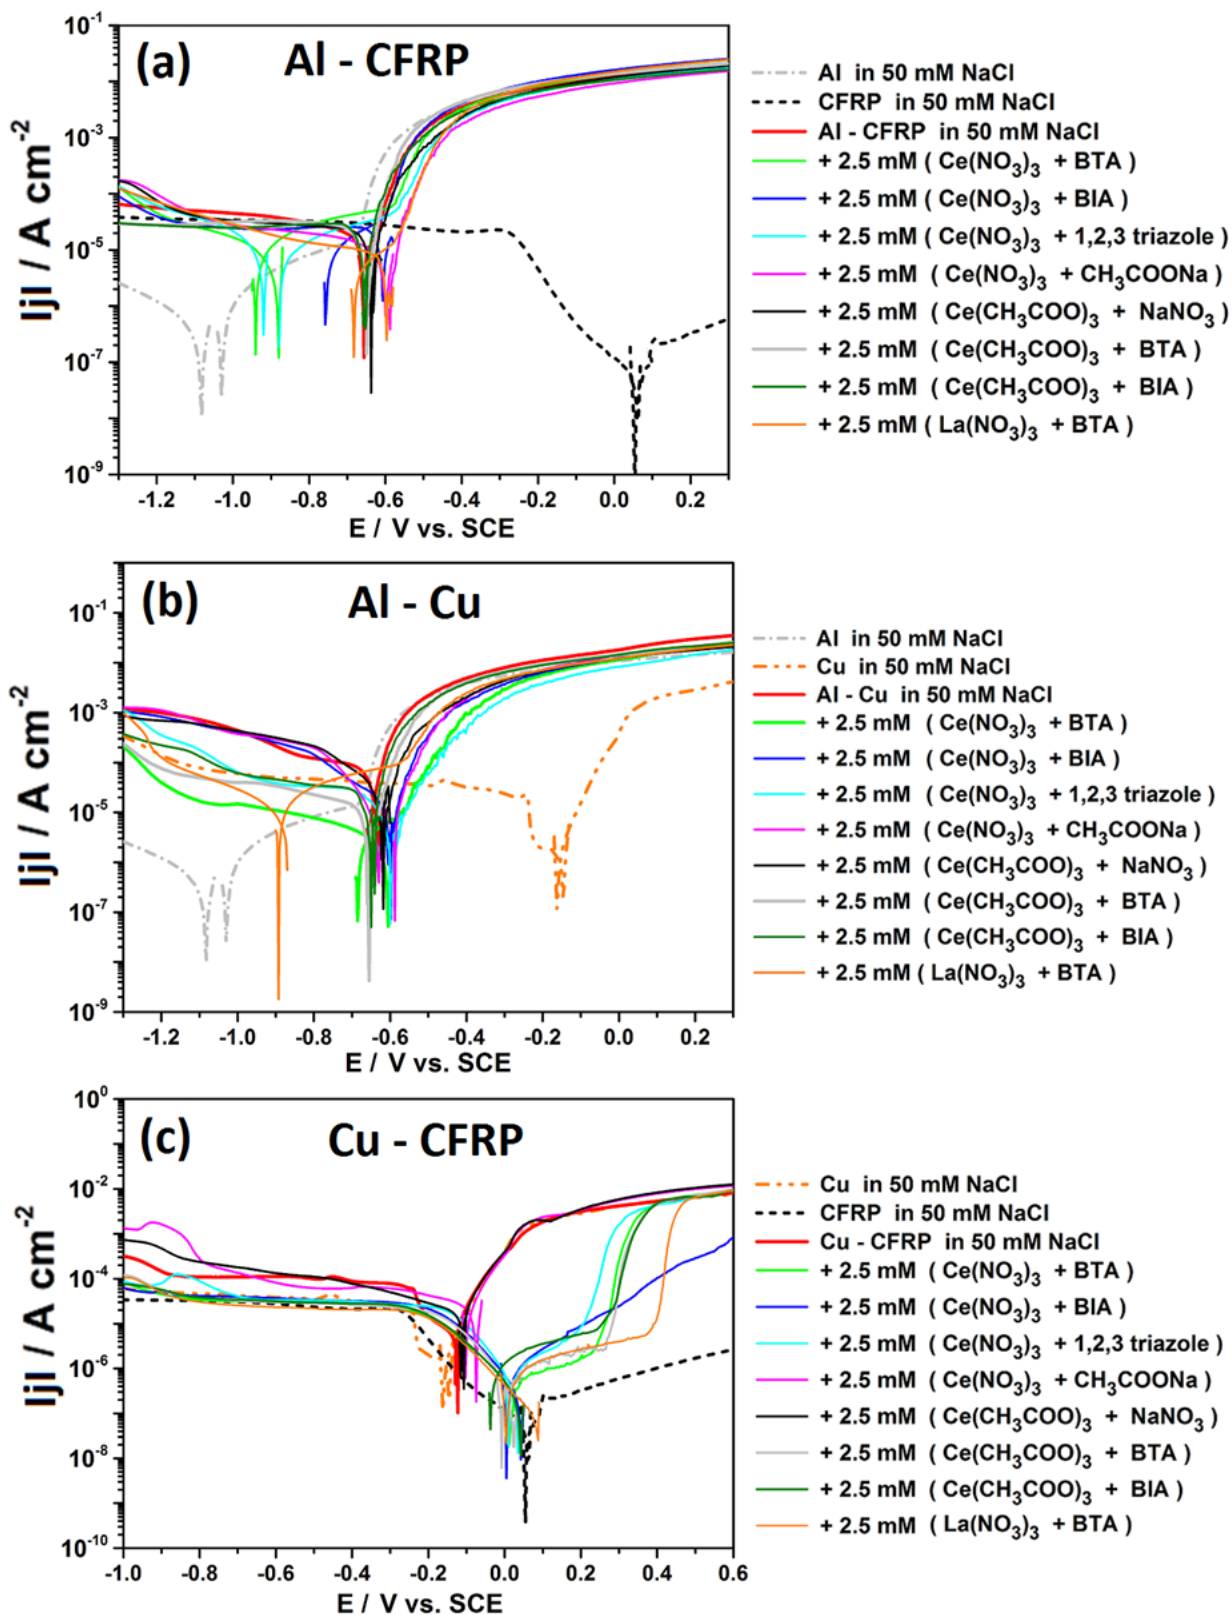 (a) Al - CFRP
10⁻¹
10⁻³
10⁻⁵
10⁻⁷
10⁻⁹
IjI / A cm⁻²
-1.2 -1.0 -0.8 -0.6 -0.4 -0.2 0.0 0.2
E / V vs. SCE
Al in 50 mM NaCl
CFRP in 50 mM NaCl
Al - CFRP in 50 mM NaCl
+ 2.5 mM ( Ce(NO₃)₃ + BTA )
+ 2.5 mM ( Ce(NO₃)₃ + BIA )
+ 2.5 mM ( Ce(NO₃)₃ + 1,2,3 triazole )
+ 2.5 mM ( Ce(NO₃)₃ + CH₃COONa )
+ 2.5 mM ( Ce(CH₃COO)₃ + NaNO₃ )
+ 2.5 mM ( Ce(CH₃COO)₃ + BTA )
+ 2.5 mM ( Ce(CH₃COO)₃ + BIA )
+ 2.5 mM ( La(NO₃)₃ + BTA )
(b) Al - Cu
10⁻¹
10⁻³
10⁻⁵
10⁻⁷
10⁻⁹
IjI / A cm⁻²
-1.2 -1.0 -0.8 -0.6 -0.4 -0.2 0.0 0.2
E / V vs. SCE
Al in 50 mM NaCl
Cu in 50 mM NaCl
Al - Cu in 50 mM NaCl
+ 2.5 mM ( Ce(NO₃)₃ + BTA )
+ 2.5 mM ( Ce(NO₃)₃ + BIA )
+ 2.5 mM ( Ce(NO₃)₃ + 1,2,3 triazole )
+ 2.5 mM ( Ce(NO₃)₃ + CH₃COONa )
+ 2.5 mM ( Ce(CH₃COO)₃ + NaNO₃ )
+ 2.5 mM ( Ce(CH₃COO)₃ + BTA )
+ 2.5 mM ( Ce(CH₃COO)₃ + BIA )
+ 2.5 mM ( La(NO₃)₃ + BTA )
(c) Cu - CFRP
10⁰
10⁻²
10⁻⁴
10⁻⁶
10⁻⁸
10⁻¹⁰
IjI / A cm⁻²
-1.0 -0.8 -0.6 -0.4 -0.2 0.0 0.2 0.4 0.6
E / V vs. SCE
Cu in 50 mM NaCl
CFRP in 50 mM NaCl
Cu - CFRP in 50 mM NaCl
+ 2.5 mM ( Ce(NO₃)₃ + BTA )
+ 2.5 mM ( Ce(NO₃)₃ + BIA )
+ 2.5 mM ( Ce(NO₃)₃ + 1,2,3 triazole )
+ 2.5 mM ( Ce(NO₃)₃ + CH₃COONa )
+ 2.5 mM ( Ce(CH₃COO)₃ + NaNO₃ )
+ 2.5 mM ( Ce(CH₃COO)₃ + BTA )
+ 2.5 mM ( Ce(CH₃COO)₃ + BIA )
+ 2.5 mM ( La(NO₃)₃ + BTA )